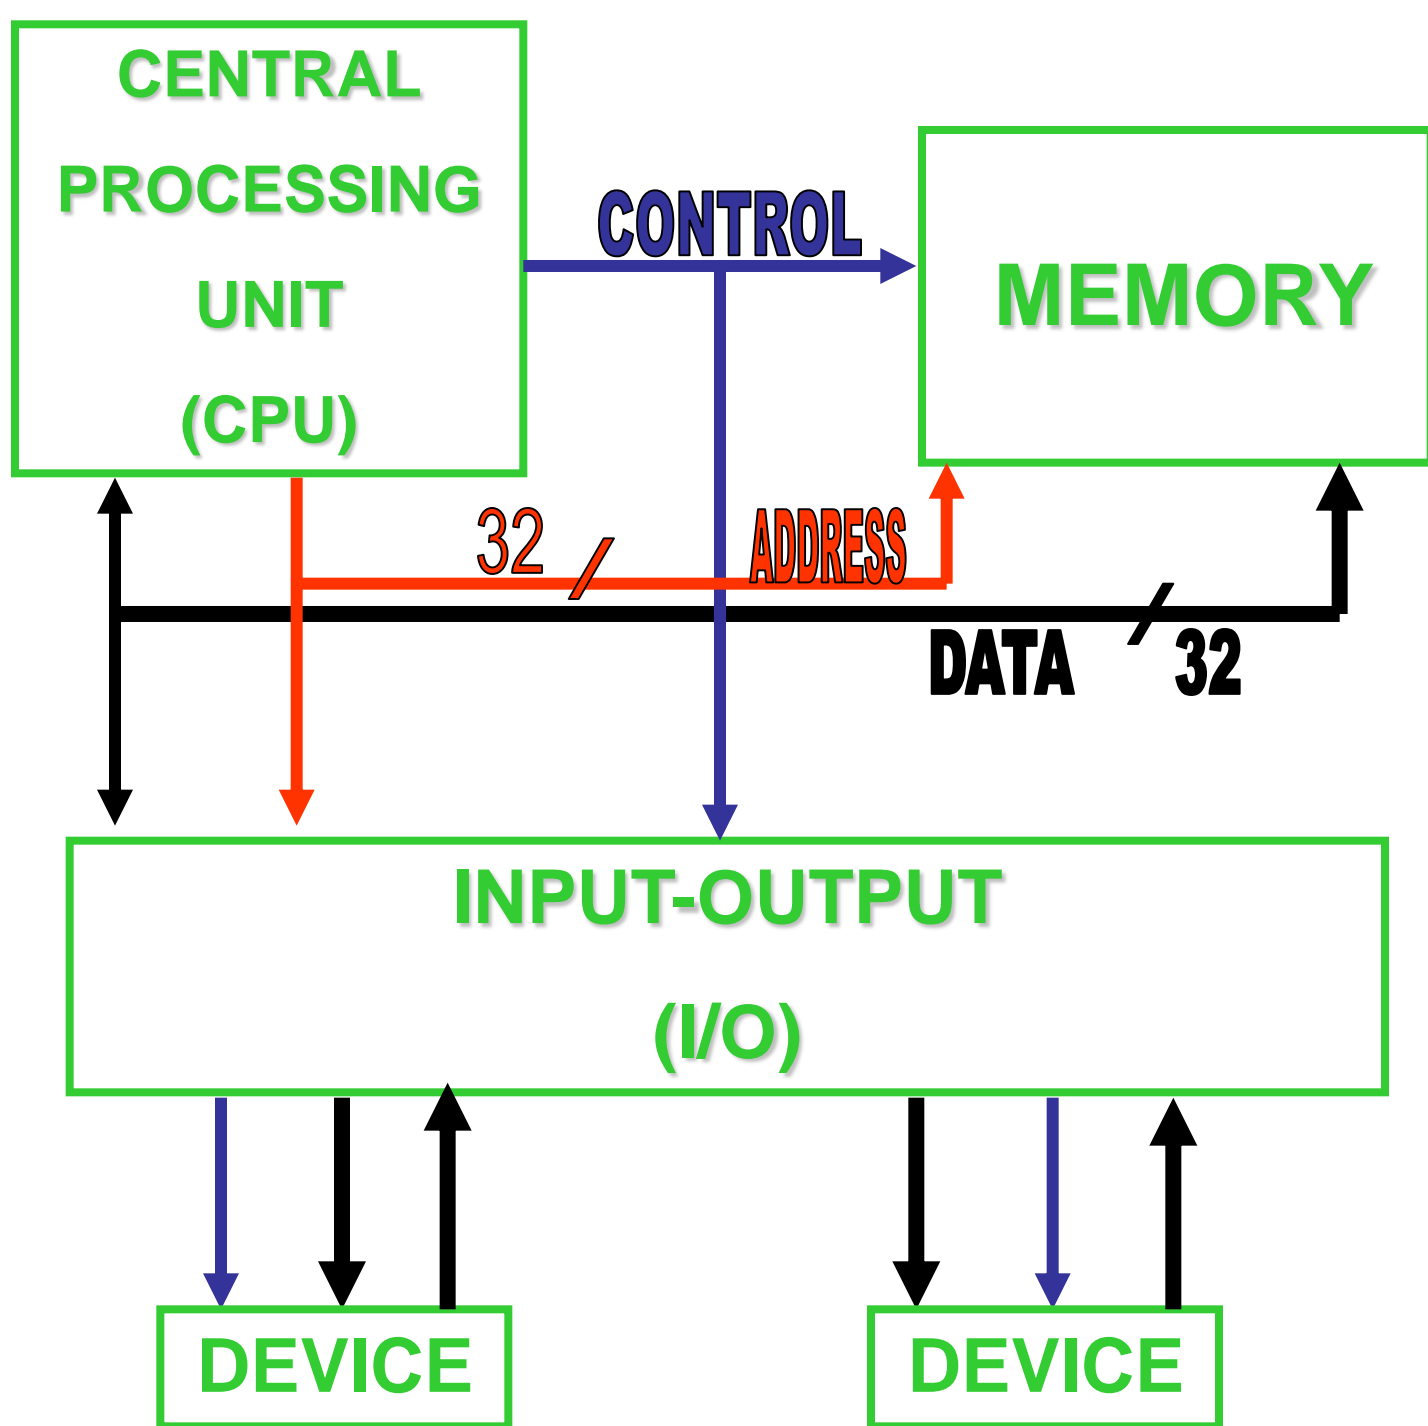 CENTRAL
PROCESSING
UNIT
(CPU)
CONTROL
MEMORY
32
ADDRESS
DATA
32
INPUT-OUTPUT
(I/O)
DEVICE
DEVICE